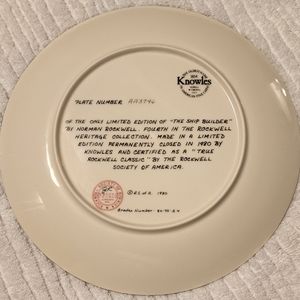 Knowles
PLATE NUMBER
OF THE ONLY LIMITED EDITION OF "THE SHIP BUILDER"
BY NORMAN ROCKWELL. FOURTH IN THE ROCKWELL
HERITAGE COLLECTION. MADE IN A LIMITED
EDITION PERMANENTLY CLOSED IN 1980 BY
KNOWLES AND CERTIFIED AS A "TRUE
ROCKWELL CLASSIC" BY THE ROCKWELL
SOCIETY OF AMERICA.
1980
Bradex Number